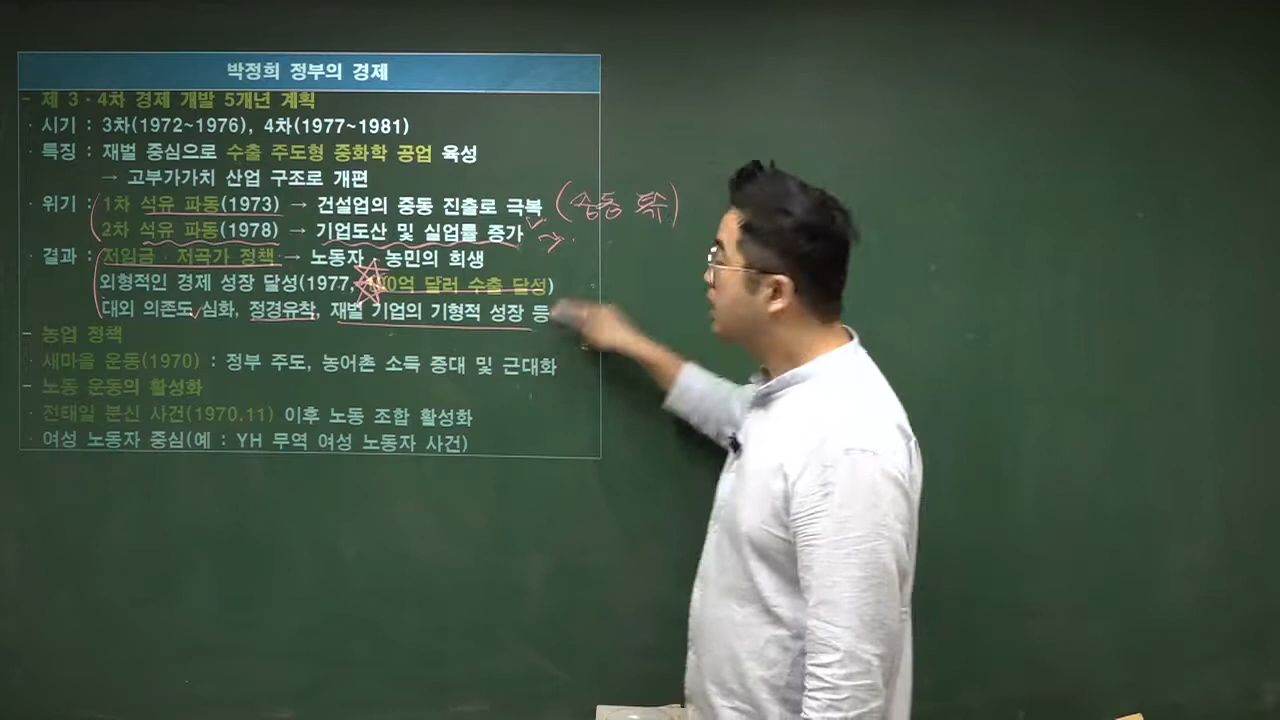 박정희 정부의 경제
- 제 3·4차 경제 개발 5개년 계획
· 시기 : 3차(1972~1976), 4차(1977~1981)
· 특징 : 재벌 중심으로 수출 주도형 중화학 공업 육성
→ 고부가가치 산업 구조로 개편
· 위기 : 1차 석유 파동(1973) → 건설업의 중동 진출로 극복 (중동 특수)
2차 석유 파동(1978) → 기업도산 및 실업률 증가
· 결과 : 저임금·저곡가 정책 → 노동자·농민의 희생
외형적인 경제 성장 달성(1977, 00억 달러 수출 달성)
대외 의존도 심화, 정경유착, 재벌 기업의 기형적 성장 등
- 농업 정책
· 새마을 운동(1970) : 정부 주도, 농어촌 소득 증대 및 근대화
- 노동 운동의 활성화
· 전태일 분신 사건(1970.11) 이후 노동 조합 활성화
· 여성 노동자 중심(예 : YH 무역 여성 노동자 사건)